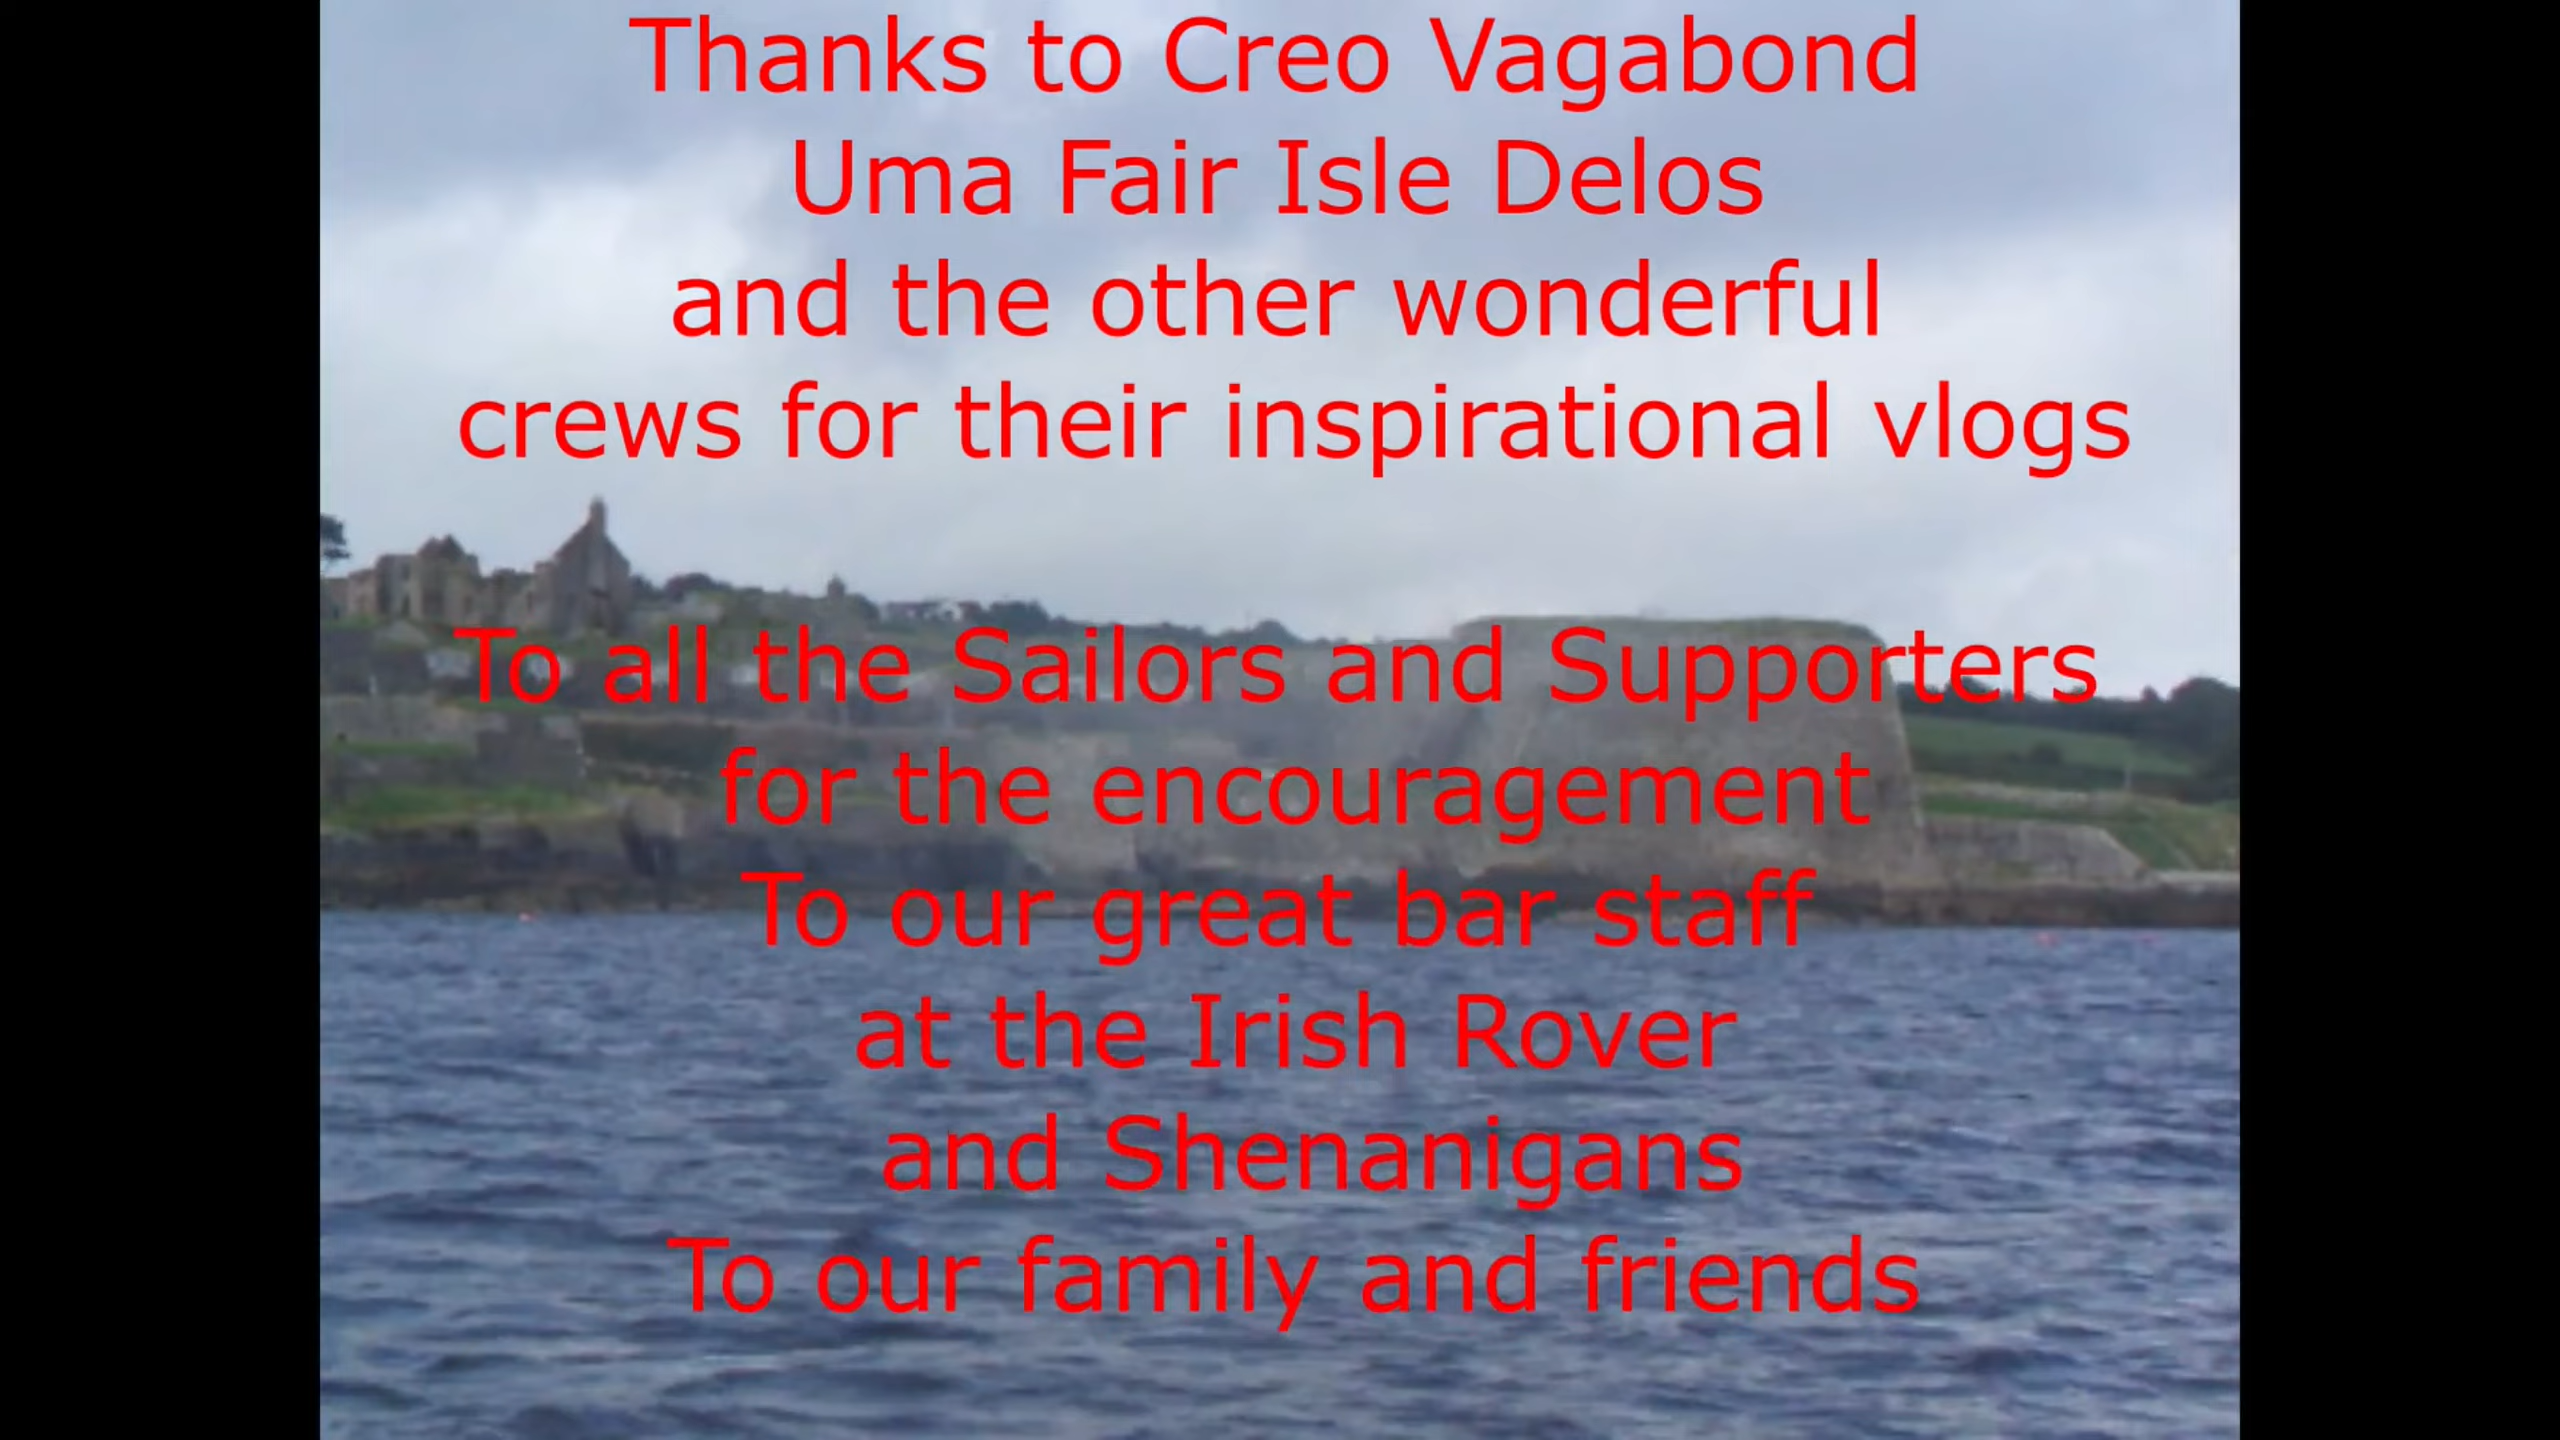 Thanks to Creo Vagabond
Uma Fair Isle Delos
and the other wonderful
crews for their inspirational vlogs
To all the Sailors and Supporters
for the encouragement
To our great bar staff
at the Irish Rover
and Shenanigans
To our family and friends